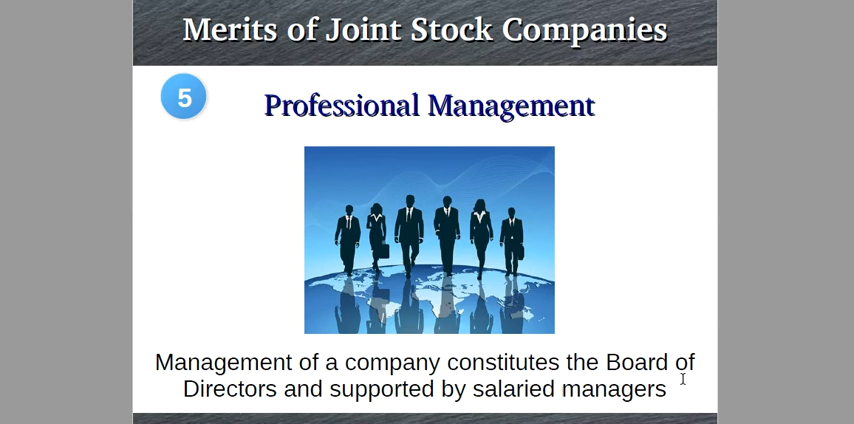 Merits of Joint Stock Companies
5
Professional Management
Management of a company constitutes the Board of
Directors and supported by salaried managers